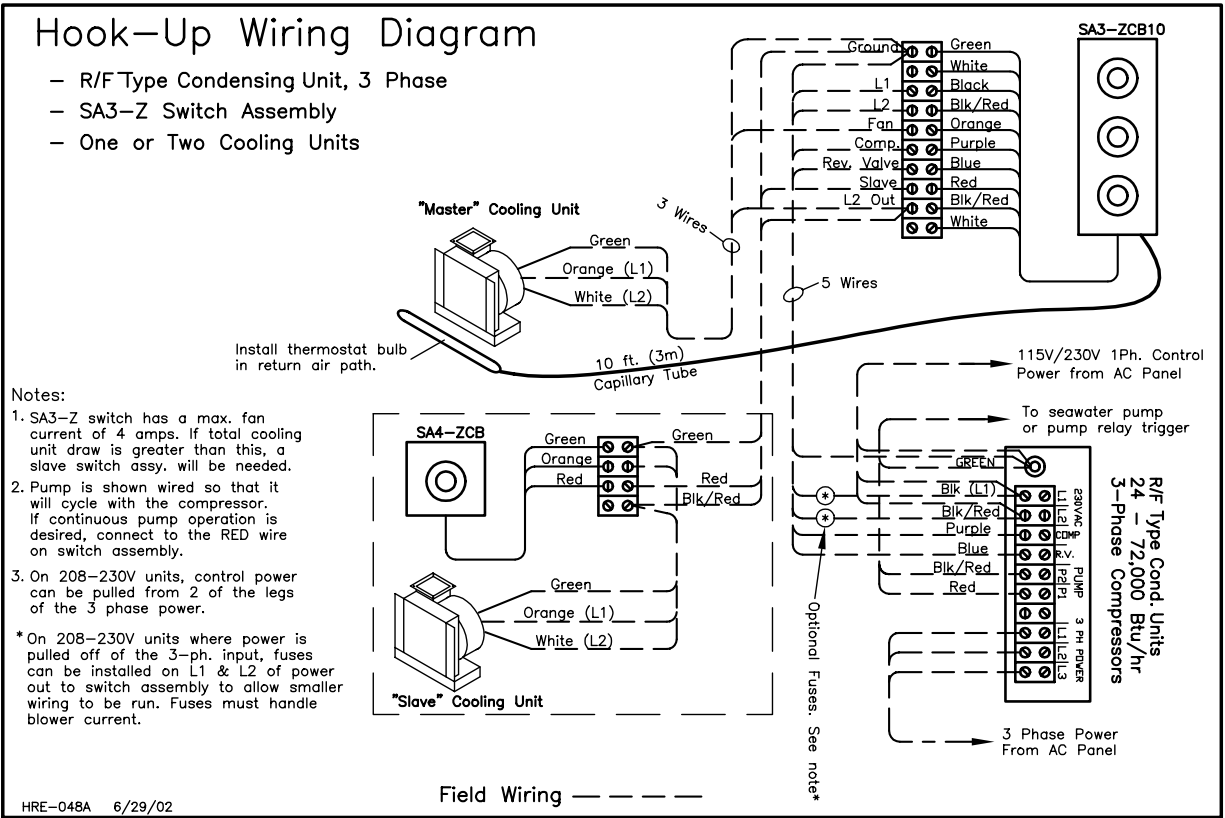 Hook-Up Wiring Diagram
- R/F Type Condensing Unit, 3 Phase
- SA3-Z Switch Assembly
- One or Two Cooling Units
SA3-ZCB10
Ground
L1
L2
Fan
Comp.
Rev. Valve
Slave
L2 Out
Green
White
Black
Blk/Red
Orange
Purple
Blue
Red
Blk/Red
White
"Master" Cooling Unit
Green
Orange (L1)
White (L2)
3 Wires
5 Wires
Install thermostat bulb
in return air path.
10 ft. (3m)
Capillary Tube
115V/230V 1Ph. Control
Power from AC Panel
To seawater pump
or pump relay trigger
Notes:
1. SA3-Z switch has a max. fan
current of 4 amps. If total cooling
unit draw is greater than this, a
slave switch assy. will be needed.
2. Pump is shown wired so that it
will cycle with the compressor.
If continuous pump operation is
desired, connect to the RED wire
on switch assembly.
3. On 208-230V units, control power
can be pulled from 2 of the legs
of the 3 phase power.
* On 208-230V units where power is
pulled off of the 3-ph. input, fuses
can be installed on L1 & L2 of power
out to switch assembly to allow smaller
wiring to be run. Fuses must handle
blower current.
SA4-ZCB
Green
Orange
Red
Green
Red
Blk/Red
Green
Orange (L1)
White (L2)
"Slave" Cooling Unit
GREEN
Blk (L1)
Blk/Red
Purple
Blue
Blk/Red
Red
*
*
Optional Fuses. See note*
L1
L2
230VAC
COMP
R.V.
P2
P1
PUMP
L1
L2
L3
3 PH POWER
R/F Type Cond. Units
24 - 72,000 Btu/hr
3-Phase Compressors
3 Phase Power
From AC Panel
Field Wiring
HRE-048A 6/29/02